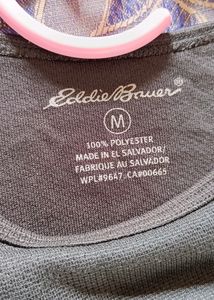 Eddie Bauer®
M
100% POLYESTER
MADE IN EL SALVADOR/
FABRIQUE AU SALVADOR
WPL#9647-CA#00665